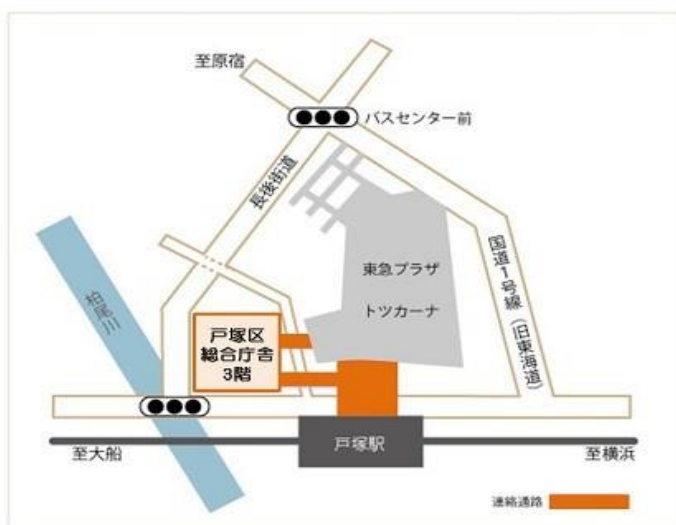 至原宿
バスセンター前
長後街道
東急プラザ
トツカーナ
国道1号線（旧東海道）
柏尾川
戸塚区
総合庁舎
3階
戸塚駅
至大船
至横浜
連絡通路